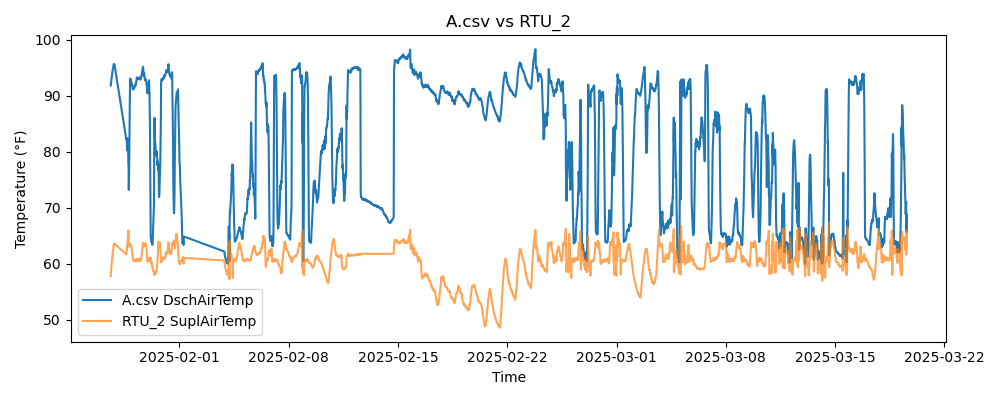 A.csv vs RTU_2
Temperature (°F)
100
90
80
70
60
50
A.csv DschAirTemp
RTU_2 SuplAirTemp
2025-02-01 2025-02-08 2025-02-15 2025-02-22 2025-03-01 2025-03-08 2025-03-15 2025-03-22
Time